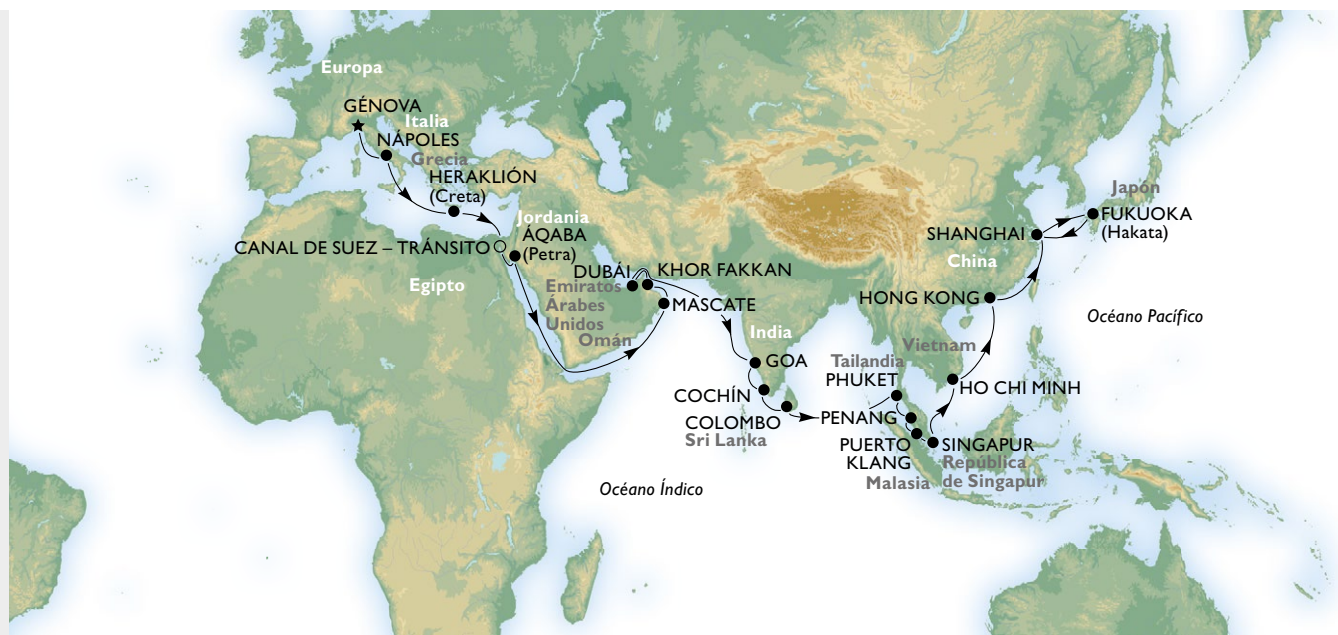 Europa
GÉNOVA
Italia
NÁPOLES
Grecia
HERAKLIÓN
(Creta)
Jordania
ÁQABA
(Petra)
CANAL DE SUEZ – TRÁNSITO
Egipto
DUBÁI
KHOR FAKKAN
Emiratos
Árabes
Unidos
Omán
MASCATE
India
GOA
COCHÍN
COLOMBO
Sri Lanka
Océano Índico
Tailandia
PHUKET
PENANG
PUERTO
KLANG
Malasia
SINGAPUR
República
de Singapur
Vietnam
HO CHI MINH
HONG KONG
China
SHANGHAI
Japón
FUKUOKA
(Hakata)
Océano Pacífico